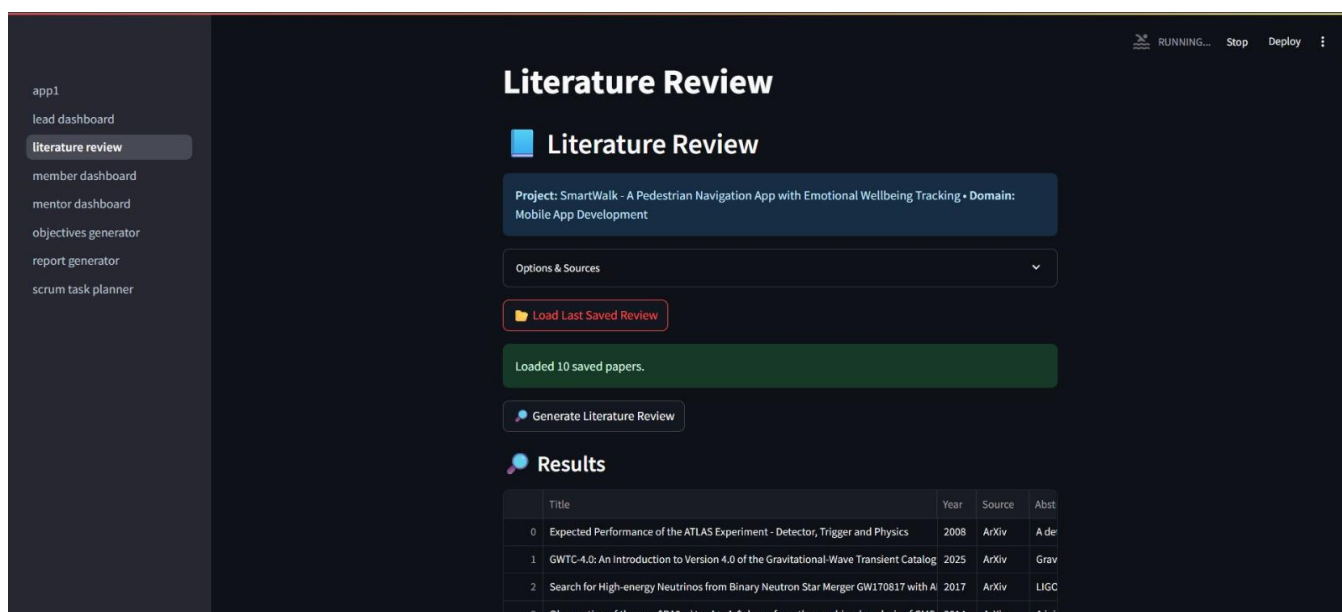 RUNNING... Stop Deploy
app1
lead dashboard
literature review
member dashboard
mentor dashboard
objectives generator
report generator
scrum task planner
Literature Review
Literature Review
Project: SmartWalk - A Pedestrian Navigation App with Emotional Wellbeing Tracking • Domain:
Mobile App Development
Options & Sources
Load Last Saved Review
Loaded 10 saved papers.
Generate Literature Review
Results
Title Year Source Abst
0 Expected Performance of the ATLAS Experiment - Detector, Trigger and Physics 2008 ArXiv A de
1 GWTC-4.0: An Introduction to Version 4.0 of the Gravitational-Wave Transient Catalog 2025 ArXiv Grav
2 Search for High-energy Neutrinos from Binary Neutron Star Merger GW170817 with 2017 ArXiv LIGO